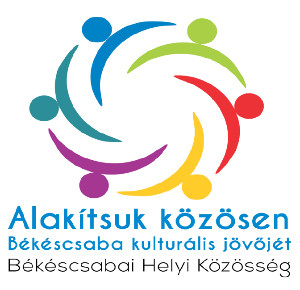 Alakítsuk közösen
Békéscsaba kulturális jövőjét
Békéscsabai Helyi Közösség